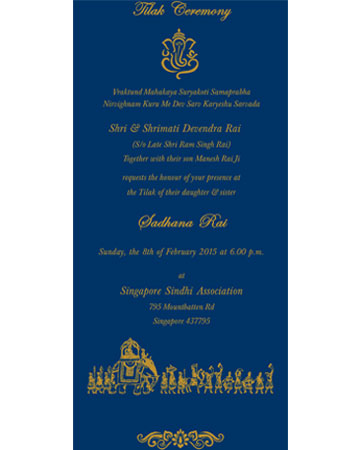 Tilak Ceremony
Vraktund Mahakaya Suryakoti Samaprabha
Nirvighnam Kuru Me Dev Sarv Karyeshu Sarvada
Shri & Shrimati Devendra Rai
(S/o Late Shri Ram Singh Rai)
Together with their son Manesh Rai Ji
requests the honour of your presence at
the Tilak of their daughter & sister
Sadhana Rai
Sunday, the 8th of February 2015 at 6.00 p.m.
at
Singapore Sindhi Association
795 Mountbatten Rd
Singapore 437795